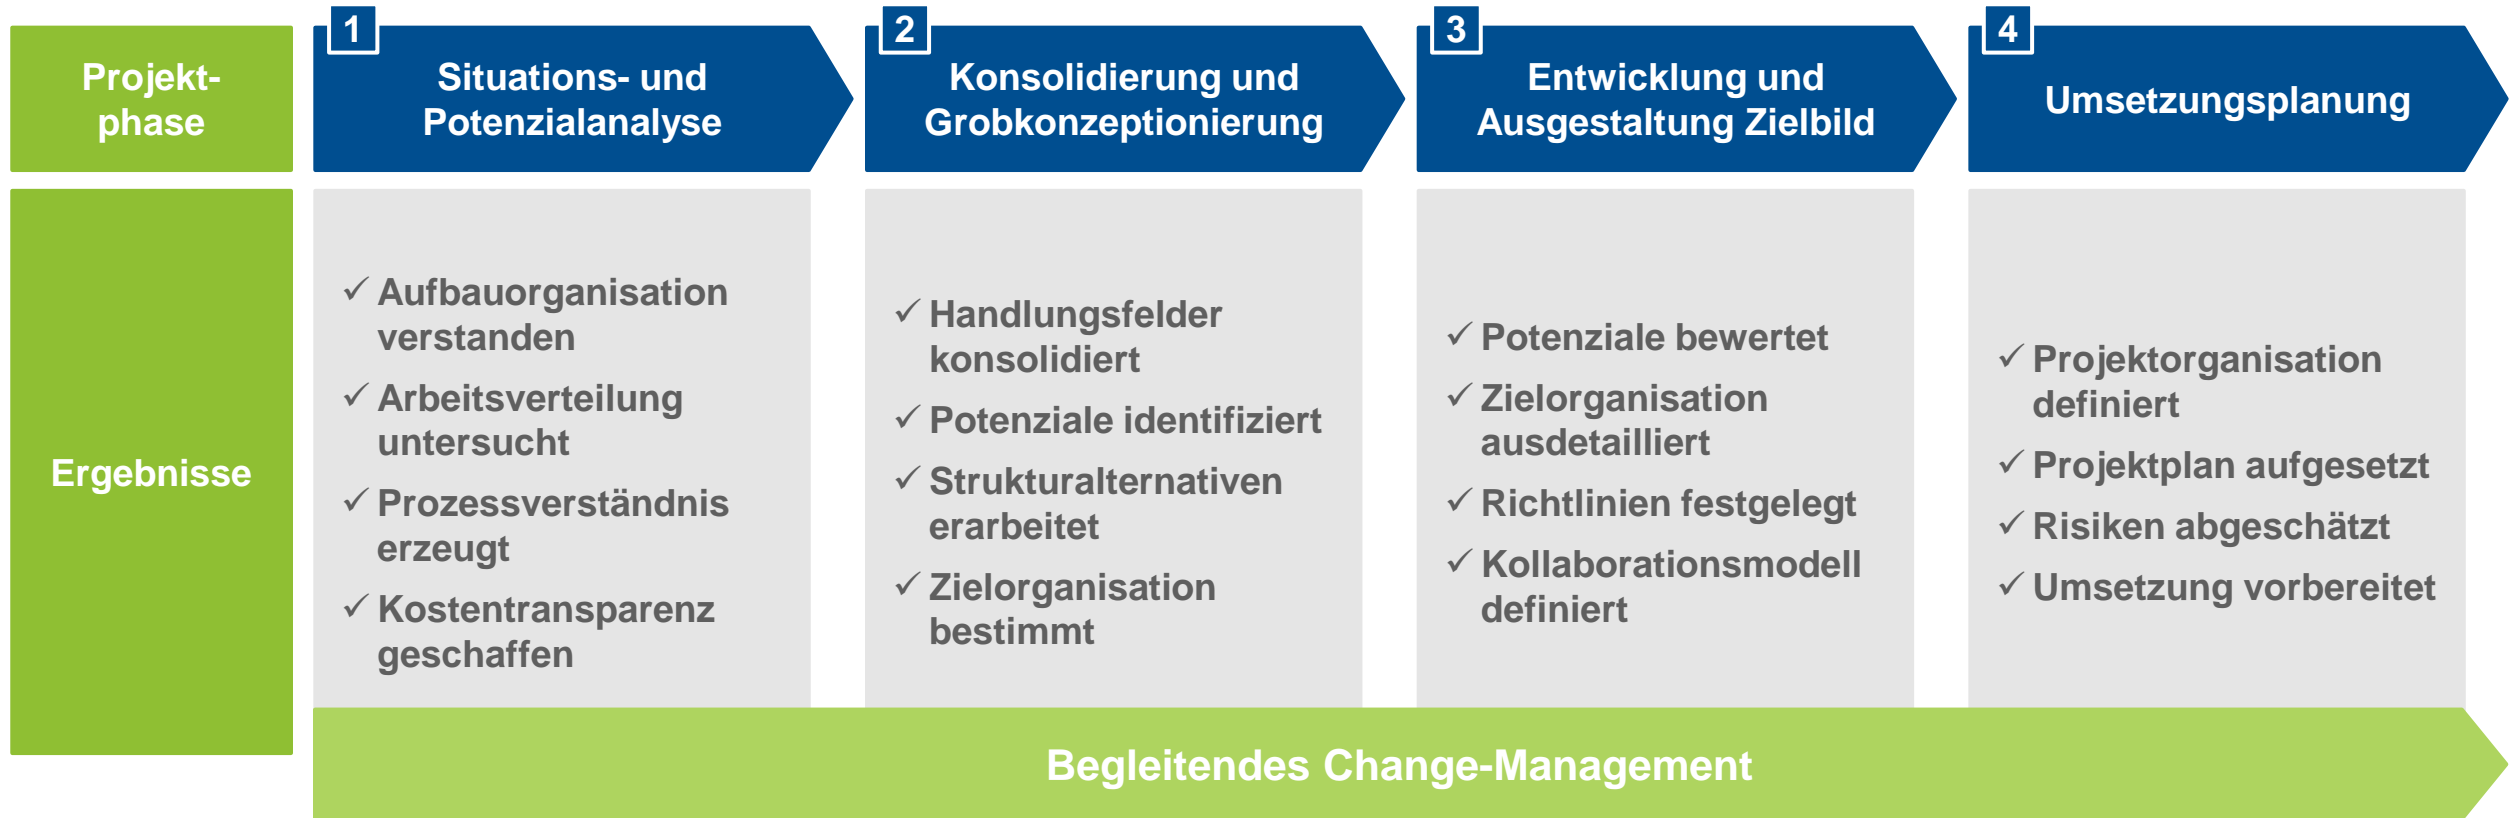 Projekt-
phase
1
Situations- und
Potenzialanalyse
2
Konsolidierung und
Grobkonzeptionierung
3
Entwicklung und
Ausgestaltung Zielbild
4
Umsetzungsplanung
Ergebnisse
✓ Aufbauorganisation
verstanden
✓ Arbeitsverteilung
untersucht
✓ Prozessverständnis
erzeugt
✓ Kostentransparenz
geschaffen
✓ Handlungsfelder
konsolidiert
✓ Potenziale identifiziert
✓ Strukturalternativen
erarbeitet
✓ Zielorganisation
bestimmt
✓ Potenziale bewertet
✓ Zielorganisation
ausdetailliert
✓ Richtlinien festgelegt
✓ Kollaborationsmodell
definiert
✓ Projektorganisation
definiert
✓ Projektplan aufgesetzt
✓ Risiken abgeschätzt
✓ Umsetzung vorbereitet
Begleitendes Change-Management